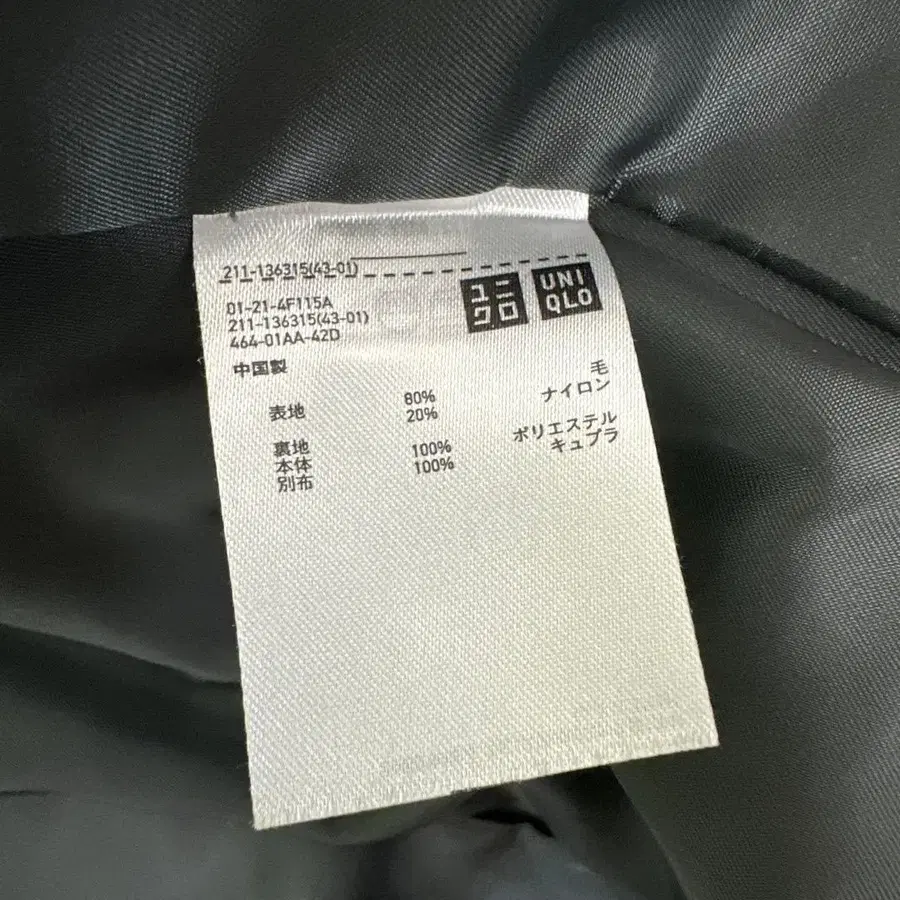 211-136315(43-01)
ユニクロ
UNIQLO
01-21-4F115A
211-136315(43-01)
464-01AA-42D
中国製
表地 80% 毛
20% ナイロン
裏地
本体 100% ポリエステル
別布 100% キュプラ